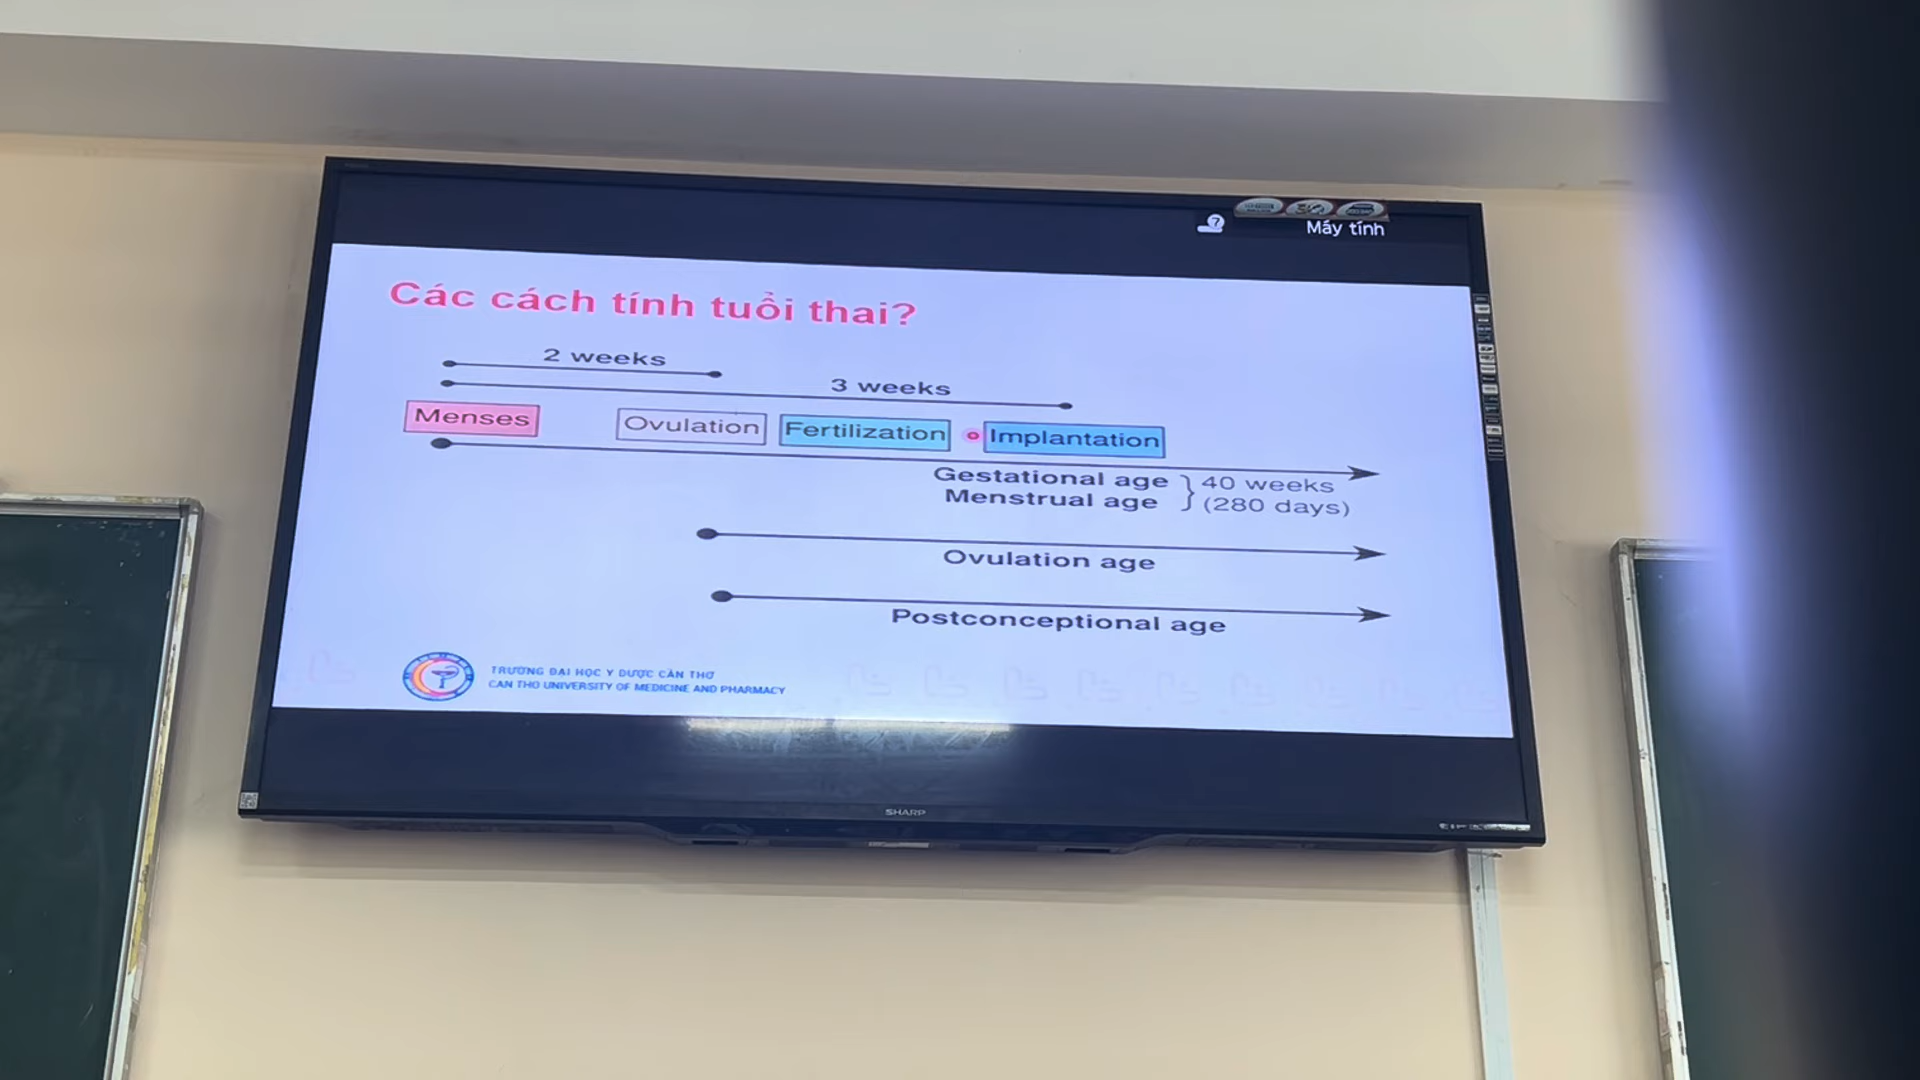 Máy tính
Các cách tính tuổi thai?
2 weeks
3 weeks
Menses
Ovulation
Fertilization
Implantation
Gestational age
Menstrual age
40 weeks
(280 days)
Ovulation age
Postconceptional age
TRƯỜNG ĐẠI HỌC Y DƯỢC CẦN THƠ
CAN THO UNIVERSITY OF MEDICINE AND PHARMACY
SHARP